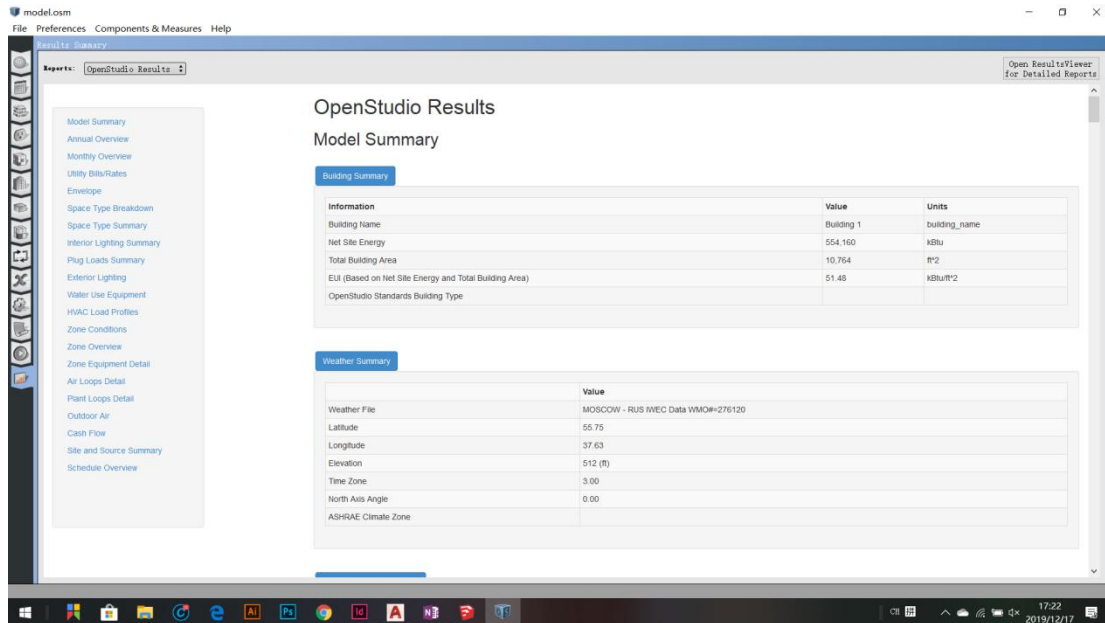 model.osm
File Preferences Components & Measures Help
Results Summary
Reports: OpenStudio Results
Open ResultsViewer
for Detailed Reports
Model Summary
Annual Overview
Monthly Overview
Utility Bills/Rates
Envelope
Space Type Breakdown
Space Type Summary
Interior Lighting Summary
Plug Loads Summary
Exterior Lighting
Water Use Equipment
HVAC Load Profiles
Zone Conditions
Zone Overview
Zone Equipment Detail
Air Loops Detail
Plant Loops Detail
Outdoor Air
Cash Flow
Site and Source Summary
Schedule Overview
OpenStudio Results
Model Summary
Building Summary
Information Value Units
Building Name Building 1 building_name
Net Site Energy 554,160 kBtu
Total Building Area 10,764 ft^2
EUI (Based on Net Site Energy and Total Building Area) 51.48 kBtu/ft^2
OpenStudio Standards Building Type
Weather Summary
Value
Weather File MOSCOW - RUS IWEC Data WMO#=276120
Latitude 55.75
Longitude 37.63
Elevation 512 (ft)
Time Zone 3.00
North Axis Angle 0.00
ASHRAE Climate Zone
Ai Ps Id A N
CH 拼
17:22
2019/12/17